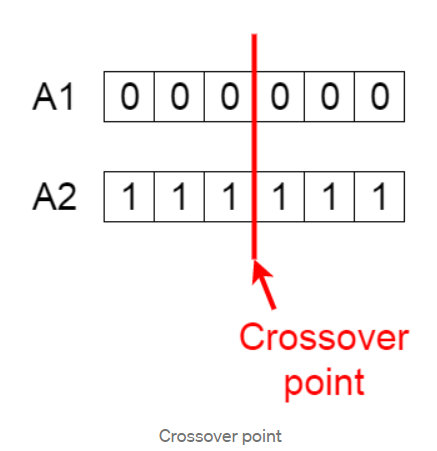 A1 0 0 0 0 0 0
A2 1 1 1 1 1 1
Crossover
point
Crossover point